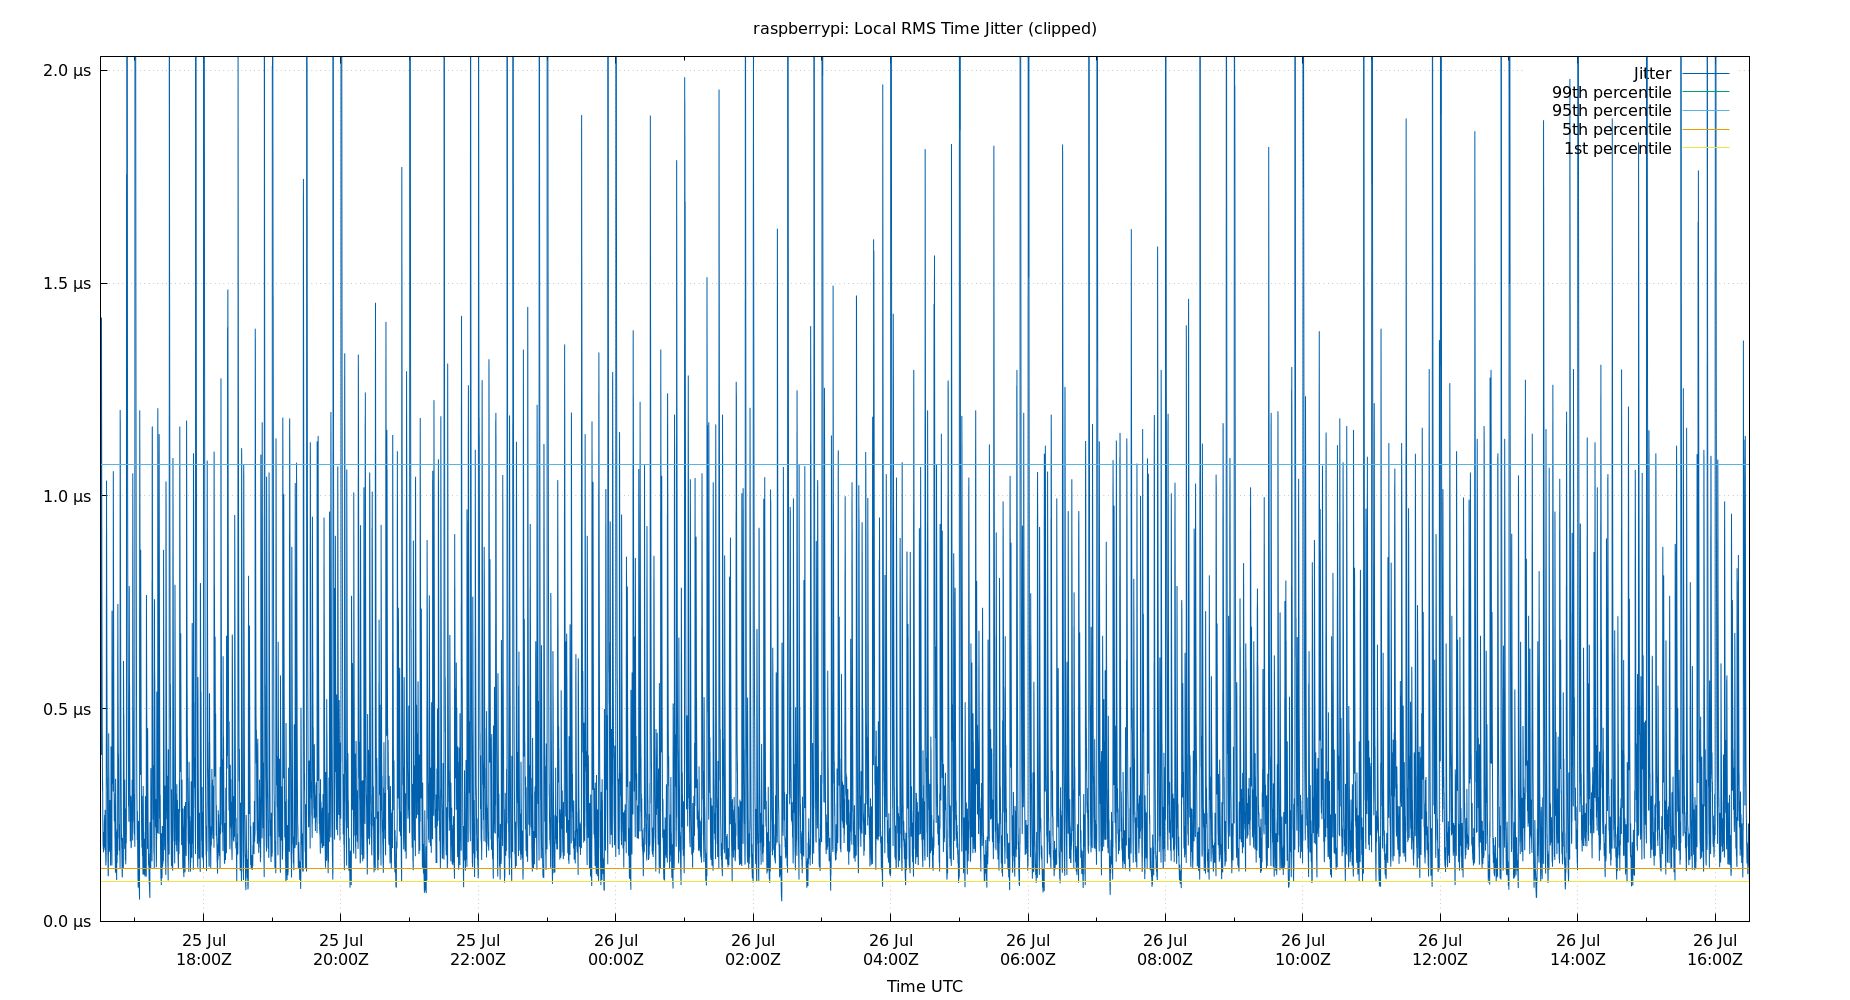 raspberrypi: Local RMS Time Jitter (clipped)
2.0 μs
1.5 μs
1.0 μs
0.5 μs
0.0 μs
Jitter
99th percentile
95th percentile
5th percentile
1st percentile
25 Jul 25 Jul 25 Jul 26 Jul 26 Jul 26 Jul 26 Jul 26 Jul 26 Jul 26 Jul 26 Jul 26 Jul
18:00Z 20:00Z 22:00Z 00:00Z 02:00Z 04:00Z 06:00Z 08:00Z 10:00Z 12:00Z 14:00Z 16:00Z
Time UTC